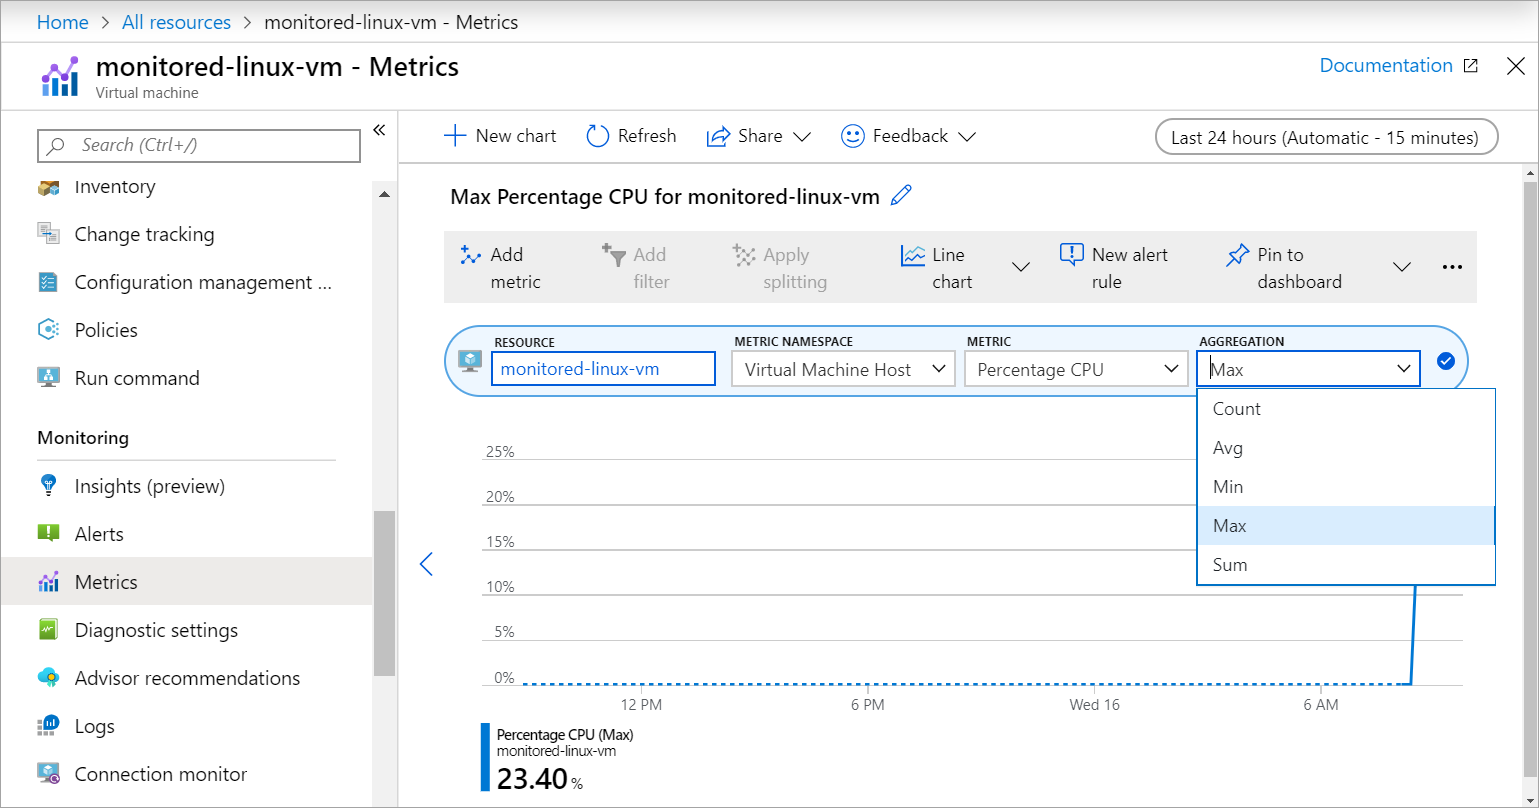 Home > All resources > monitored-linux-vm - Metrics
monitored-linux-vm - Metrics
Virtual machine
Documentation
Search (Ctrl+/)
«
Inventory
Change tracking
Configuration management ...
Policies
Run command
Monitoring
Insights (preview)
Alerts
Metrics
Diagnostic settings
Advisor recommendations
Logs
Connection monitor
New chart Refresh Share Feedback Last 24 hours (Automatic - 15 minutes)
Max Percentage CPU for monitored-linux-vm
Add metric
Add filter
Apply splitting
Line chart
New alert rule
Pin to dashboard
RESOURCE
monitored-linux-vm
METRIC NAMESPACE
Virtual Machine Host
METRIC
Percentage CPU
AGGREGATION
Max
Count
Avg
Min
Max
Sum
25%
20%
15%
10%
5%
0%
12 PM 6 PM Wed 16 6 AM
Percentage CPU (Max)
monitored-linux-vm
23.40 %